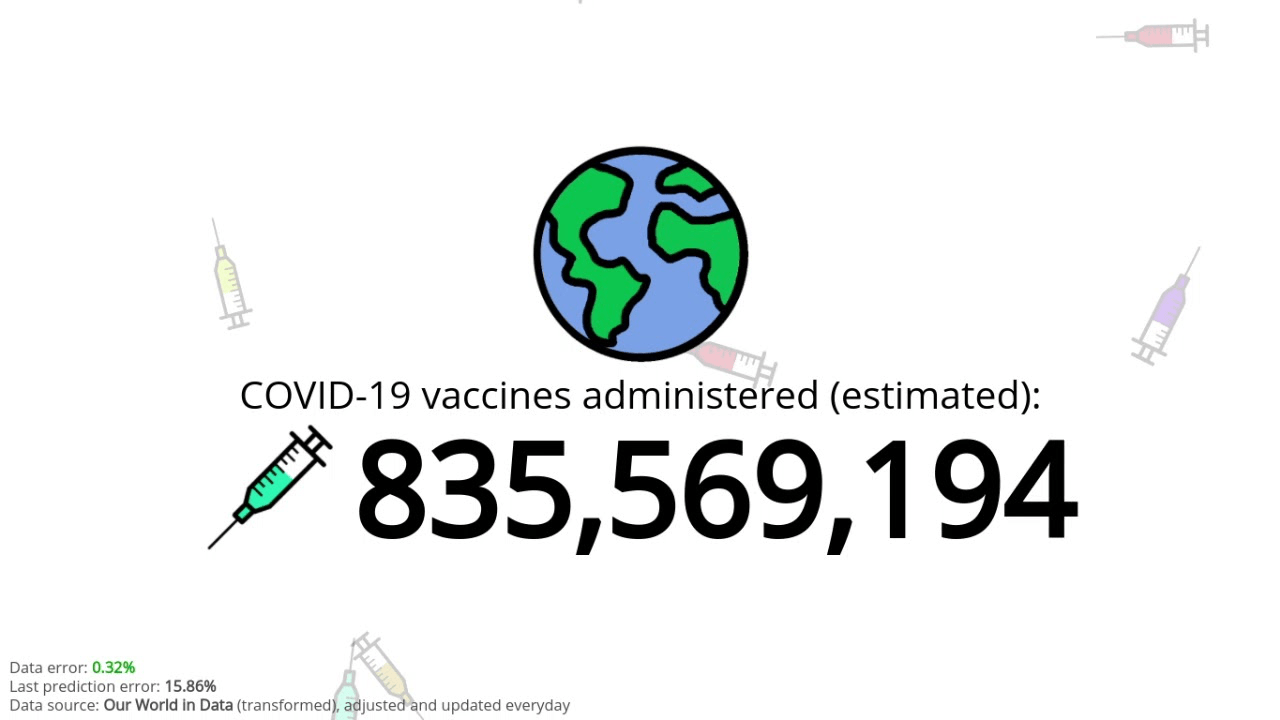 COVID-19 vaccines administered (estimated):
835,569,194
Data error: 0.32%
Last prediction error: 15.86%
Data source: Our World in Data (transformed), adjusted and updated everyday